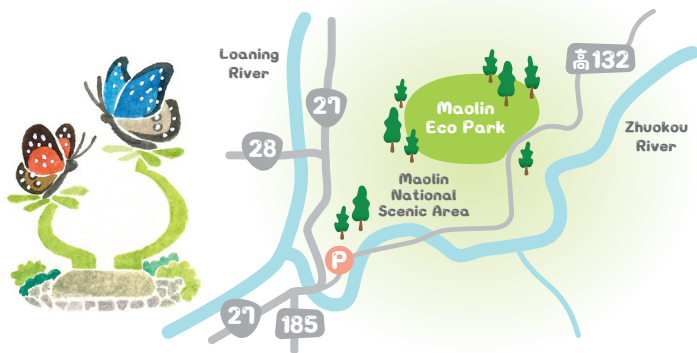 Loaning
River
27
28
高132
Maolin
Eco Park
Zhuokou
River
Maolin
National
Scenic Area
P
27
185